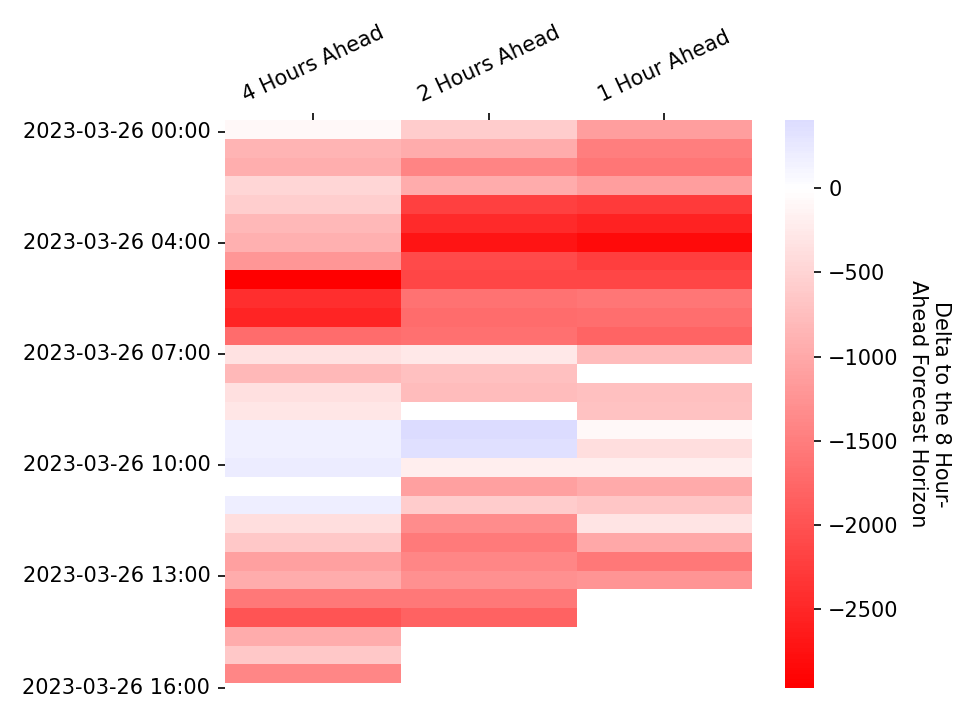 4 Hours Ahead
2 Hours Ahead
1 Hour Ahead
2023-03-26 00:00
2023-03-26 04:00
2023-03-26 07:00
2023-03-26 10:00
2023-03-26 13:00
2023-03-26 16:00
0
−500
−1000
−1500
−2000
−2500
Delta to the 8 Hour-
Ahead Forecast Horizon